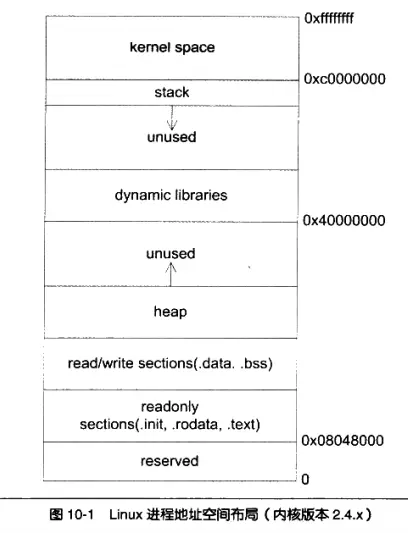 0xffffffff
kernel space
0xc0000000
stack
unused
dynamic libraries
0x40000000
unused
heap
read/write sections(.data. .bss)
readonly
sections(.init, .rodata, .text)
0x08048000
reserved
0
图 10-1 Linux 进程地址空间布局（内核版本 2.4.x）